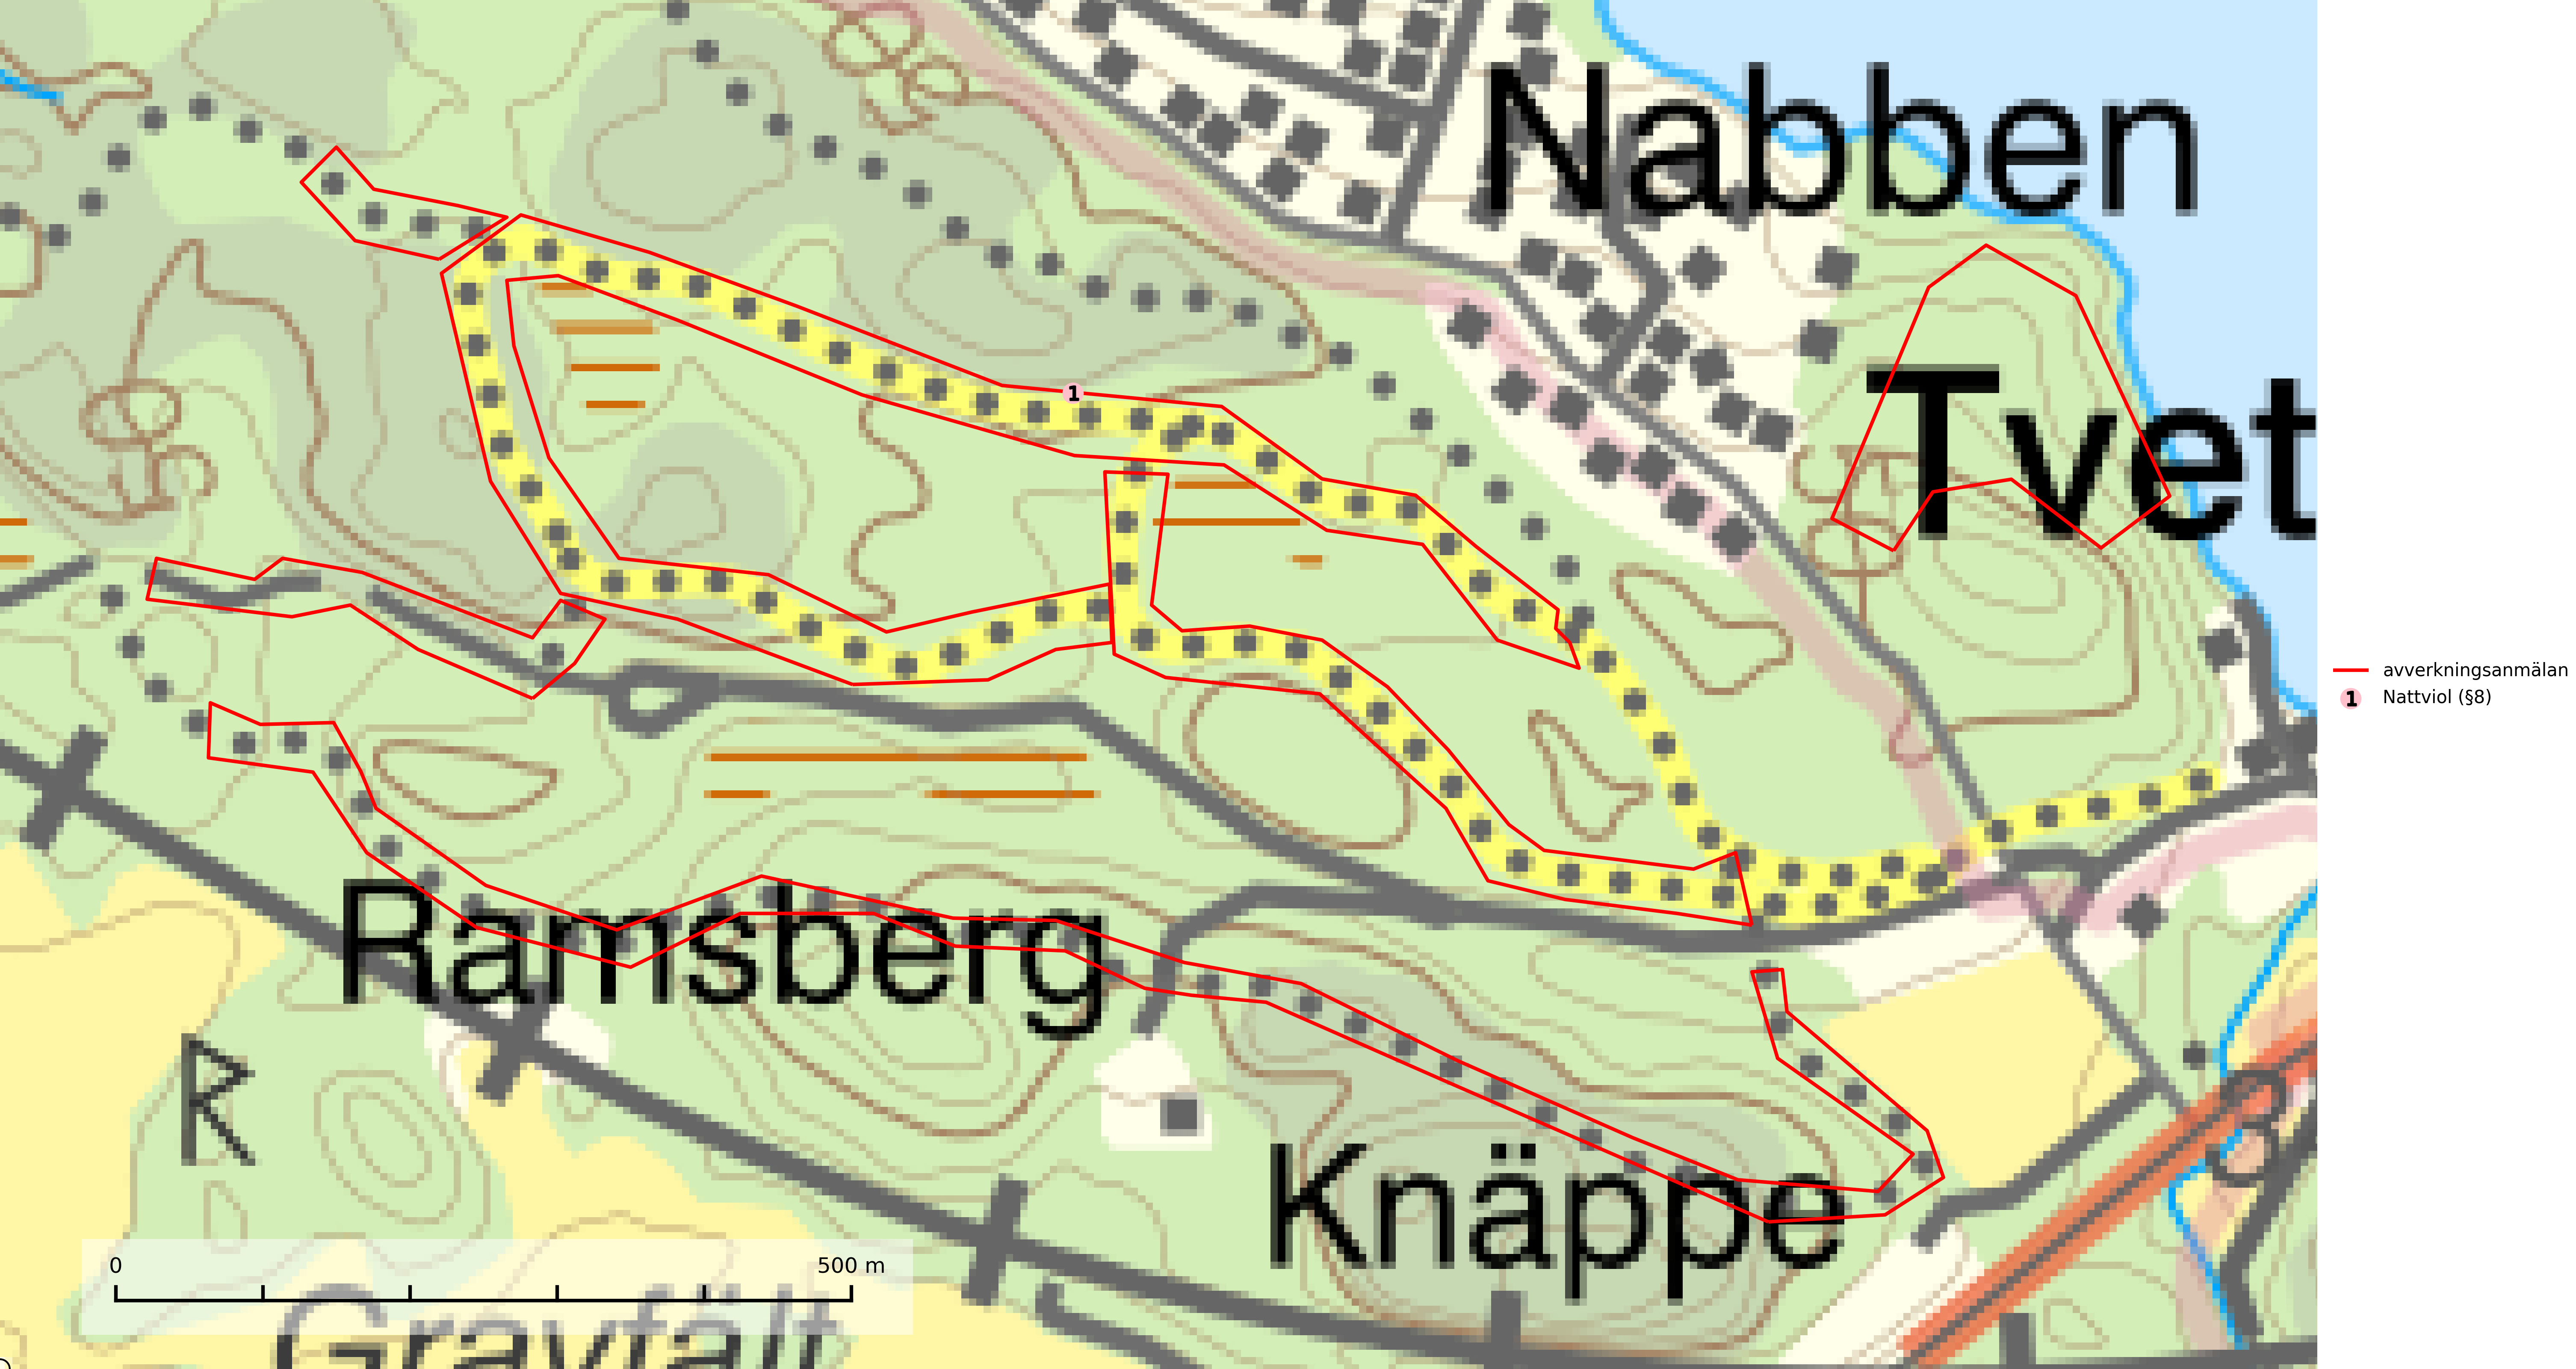 Nabben
Tvet
1
avverkningsanmälan
1 Nattviol (§8)
Ramsberg
R
Knäppe
0 500 m
Gravfält